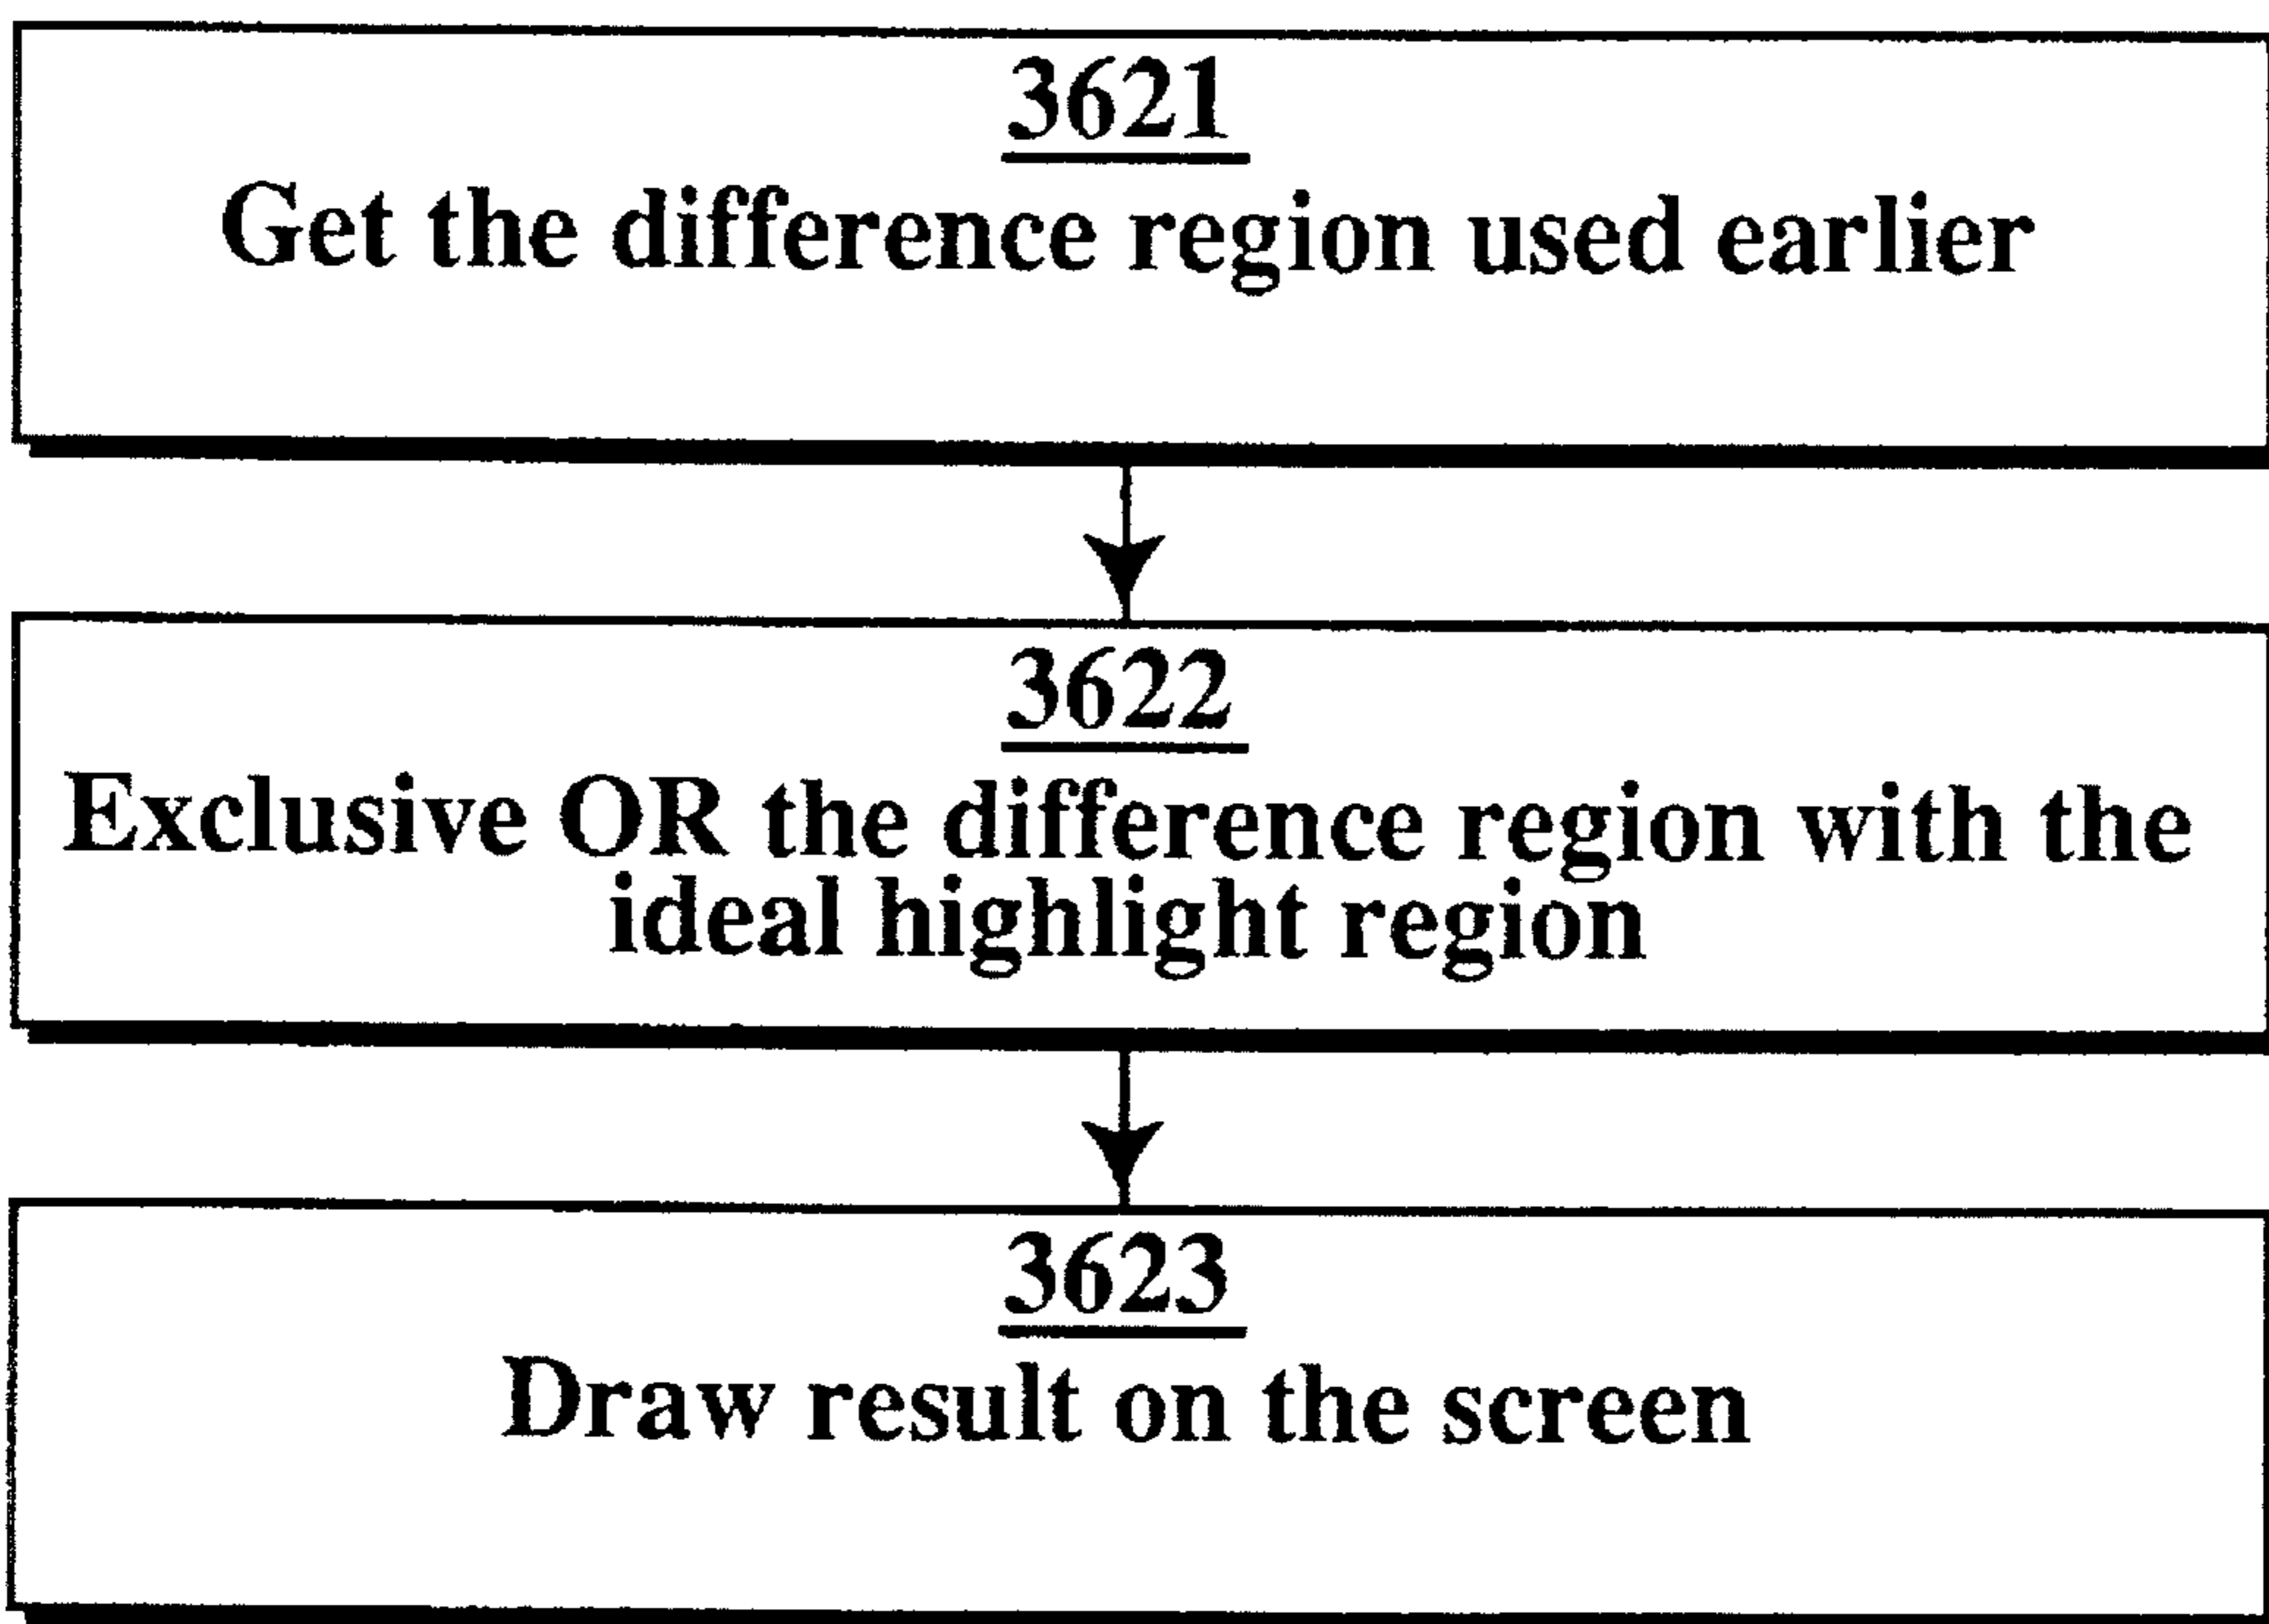 3621
Get the difference region used earlier
3622
Exclusive OR the difference region with the
ideal highlight region
3623
Draw result on the screen